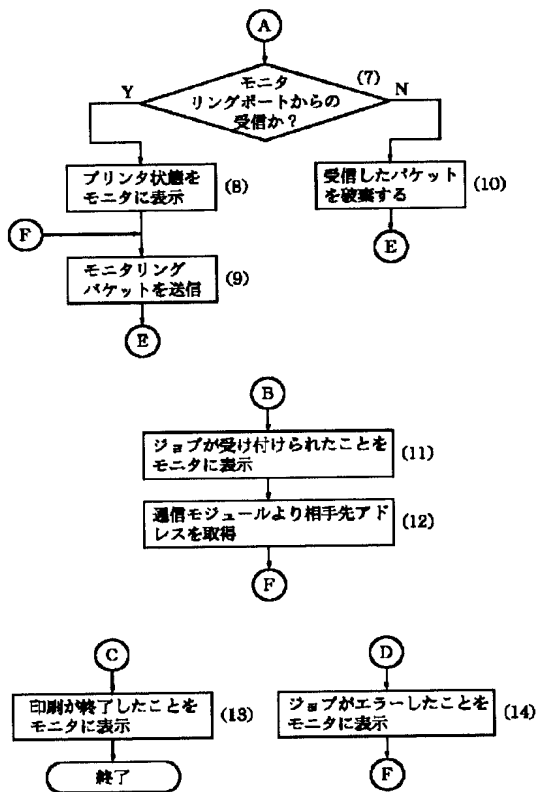 A
モニタ
リングポートからの
受信か？
(7)
Y
N
プリンタ状態を
モニタに表示
(8)
受信したパケット
を破棄する
(10)
F
E
モニタリング
パケットを送信
(9)
E
B
ジョブが受け付けられたことを
モニタに表示
(11)
通信モジュールより相手先アド
レスを取得
(12)
F
C
印刷が終了したことを
モニタに表示
(13)
終了
D
ジョブがエラーしたことを
モニタに表示
(14)
F